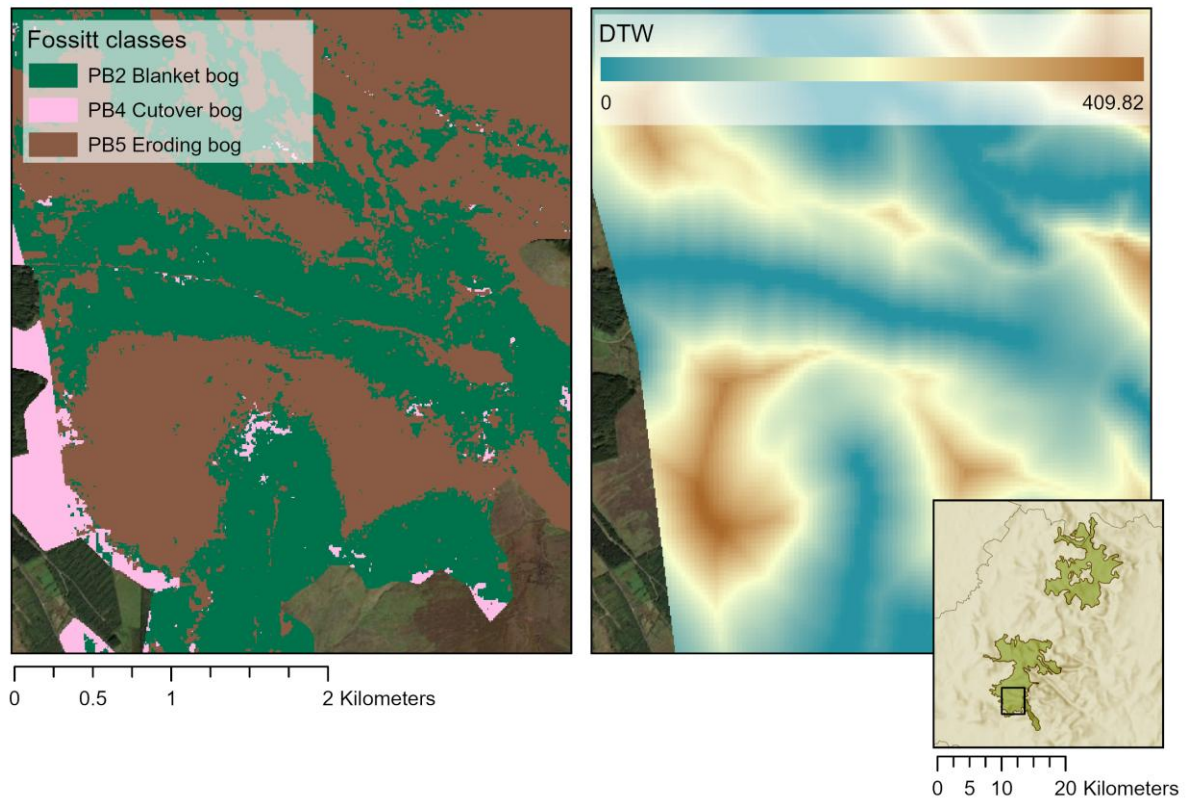 Fossitt classes
PB2 Blanket bog
PB4 Cutover bog
PB5 Eroding bog
0 0.5 1 2 Kilometers
DTW
0 409.82
0 5 10 20 Kilometers